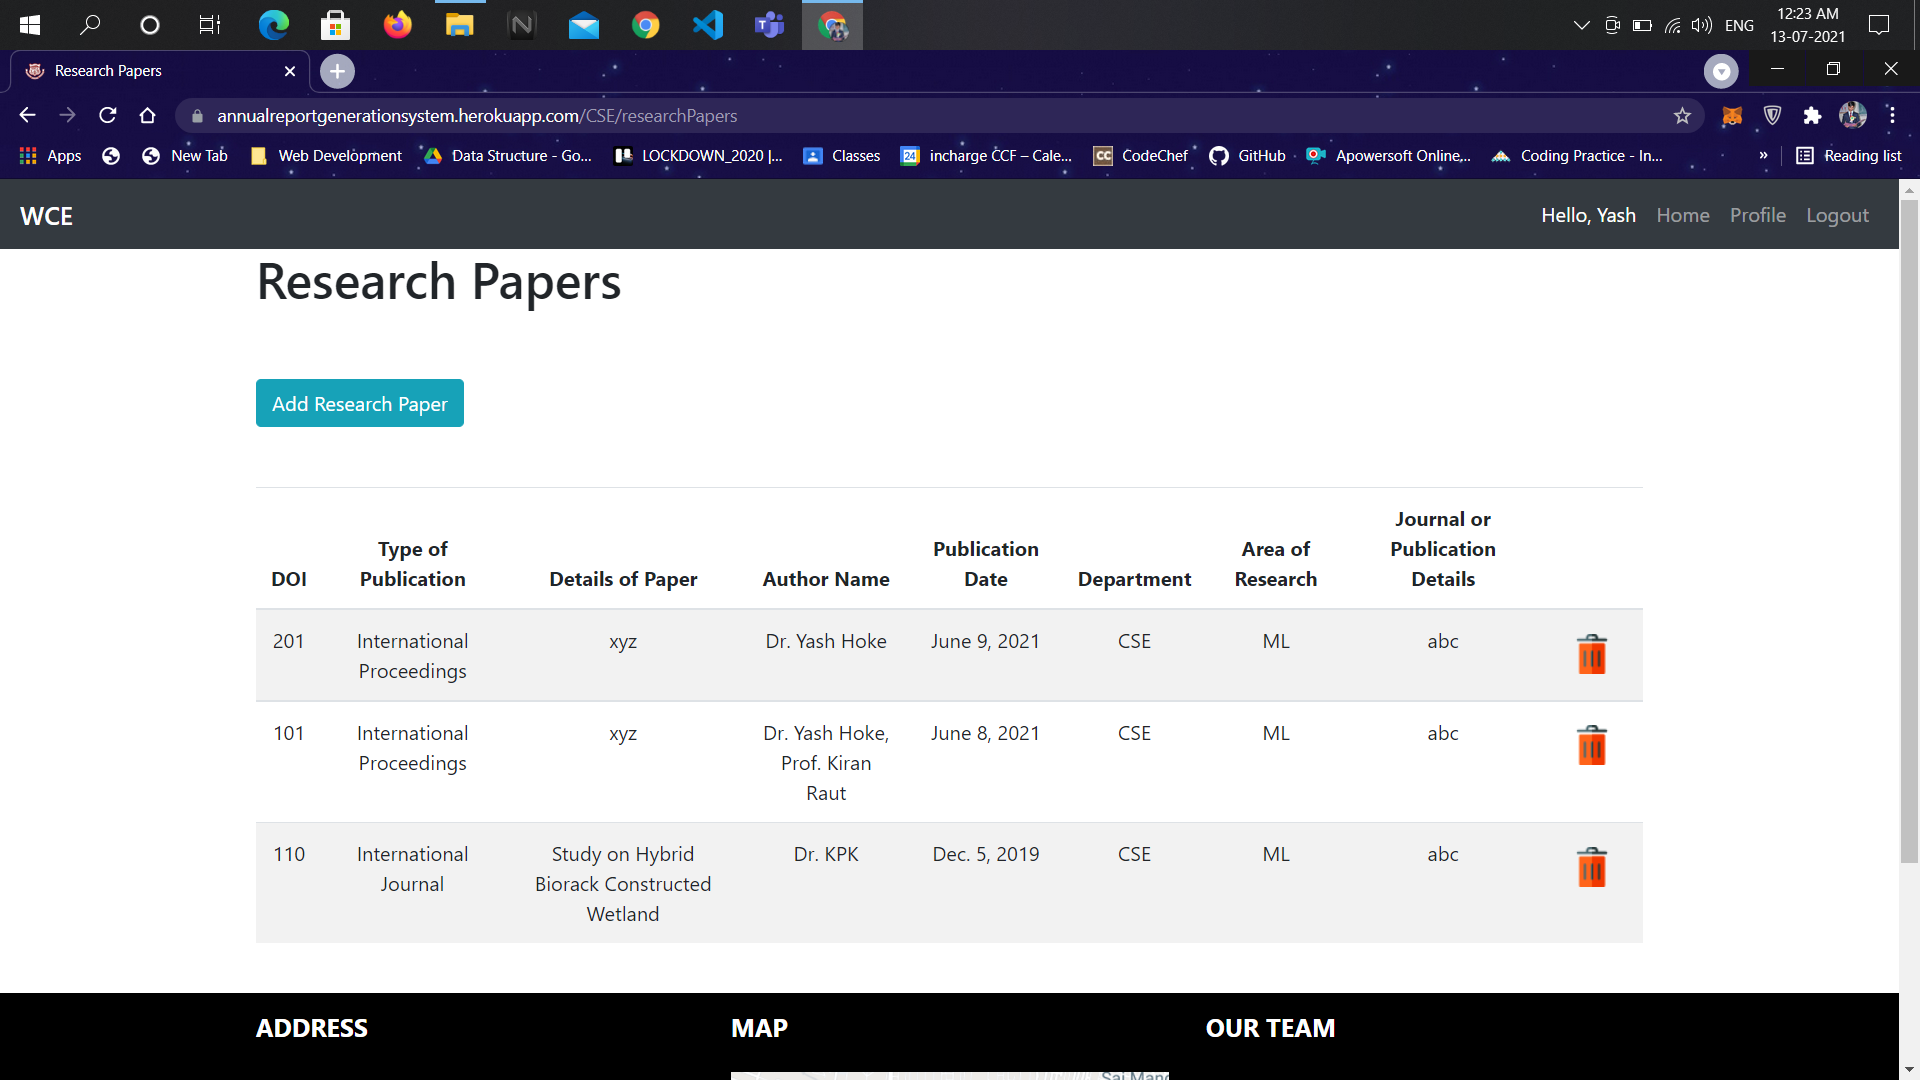 12:23 AM
ENG
13-07-2021
Research Papers
annualreportgenerationsystem.herokuapp.com/CSE/researchPapers
Apps New Tab Web Development Data Structure - Go... LOCKDOWN_2020 |... Classes 24 incharge CCF – Cale... CC CodeChef GitHub Apowersoft Online,... Coding Practice - In... » Reading list
WCE Hello, Yash Home Profile Logout
Research Papers
Add Research Paper
DOI Type of Publication Details of Paper Author Name Publication Date Department Area of Research Journal or Publication Details
201 International Proceedings xyz Dr. Yash Hoke June 9, 2021 CSE ML abc
101 International Proceedings xyz Dr. Yash Hoke, Prof. Kiran Raut June 8, 2021 CSE ML abc
110 International Journal Study on Hybrid Biorack Constructed Wetland Dr. KPK Dec. 5, 2019 CSE ML abc
ADDRESS MAP OUR TEAM